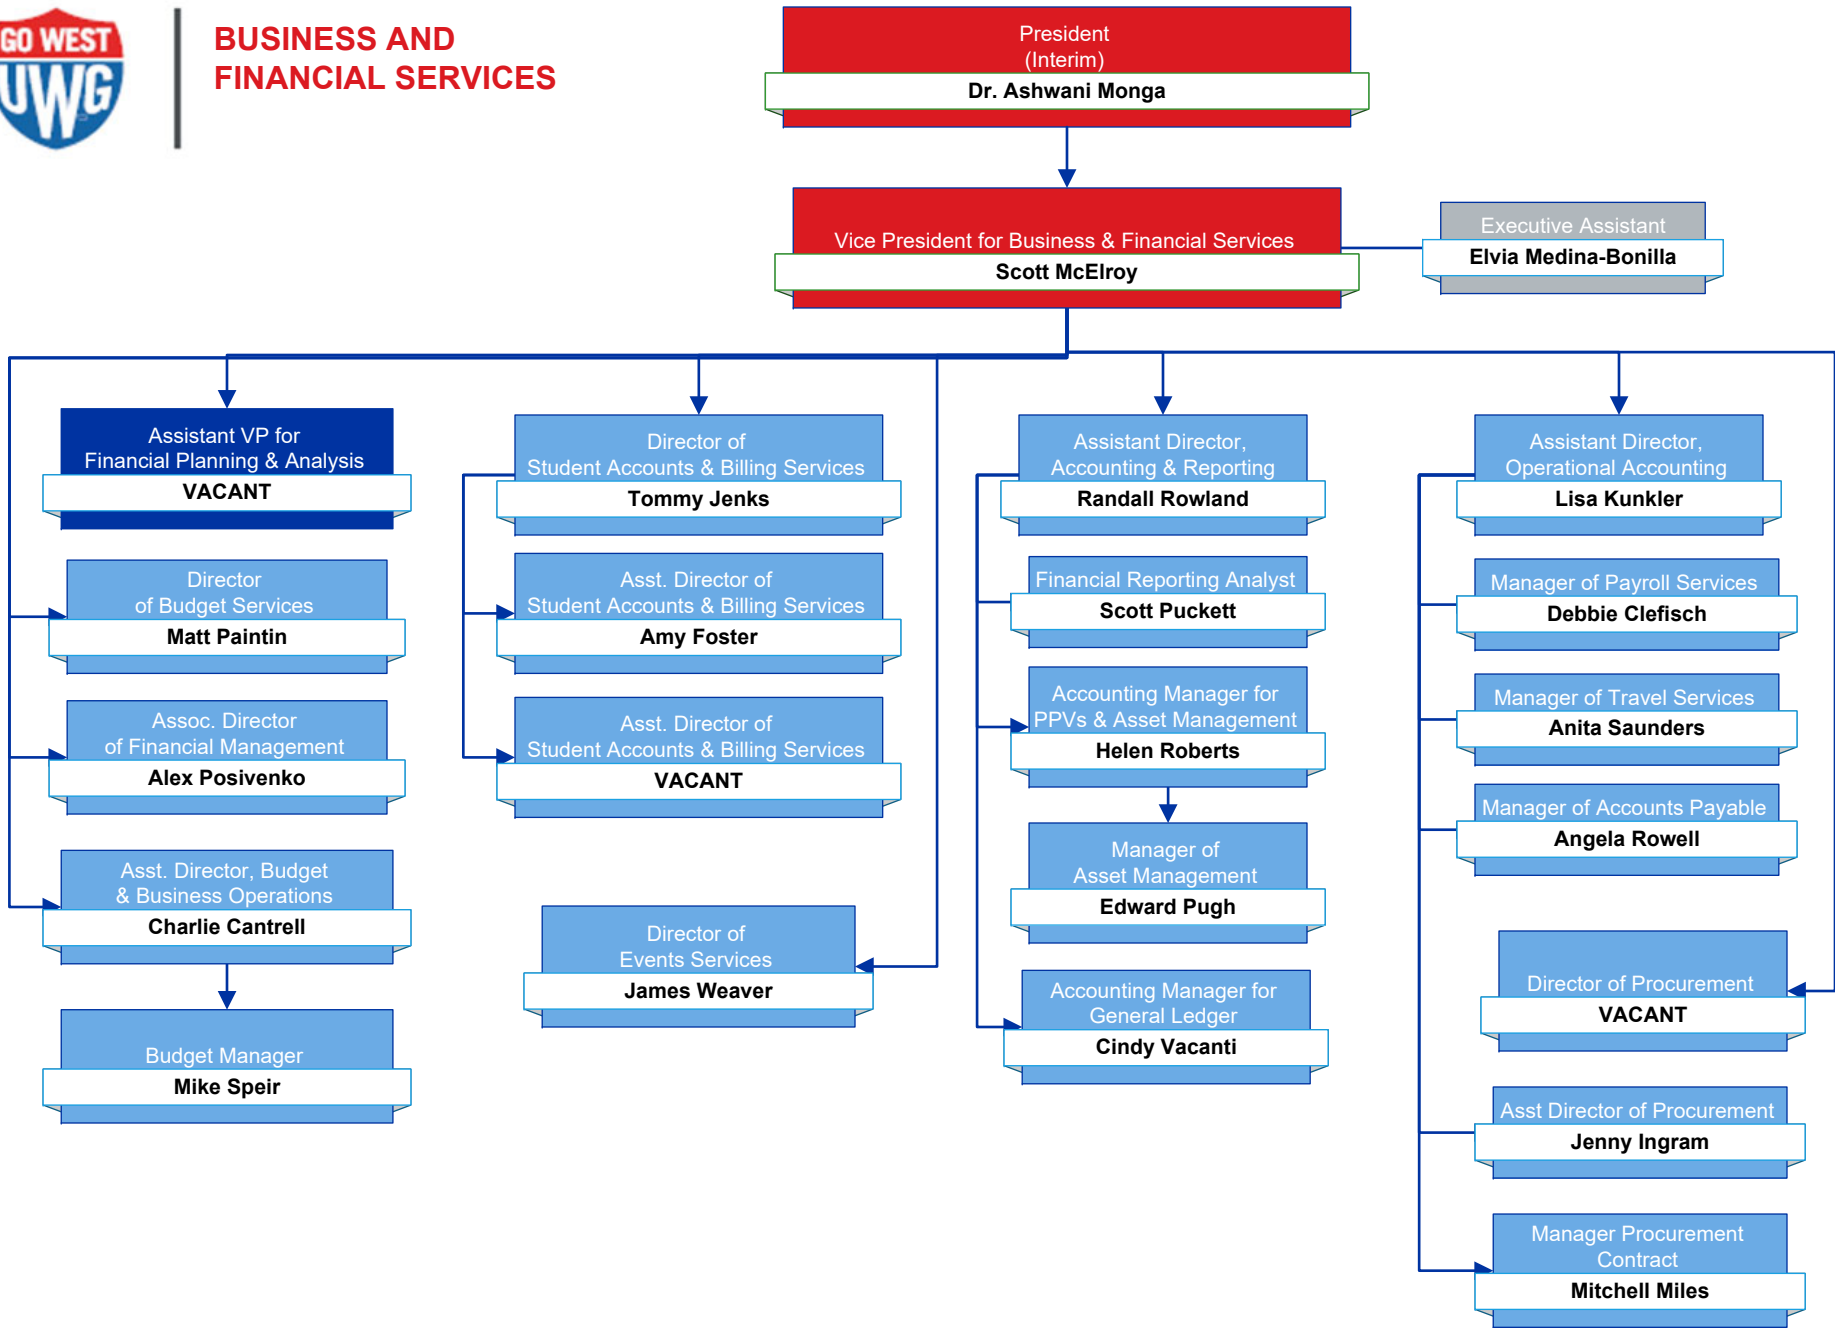 GO WEST
UWG
BUSINESS AND
FINANCIAL SERVICES
President
(Interim)
Dr. Ashwani Monga
Vice President for Business & Financial Services
Scott McElroy
Executive Assistant
Elvia Medina-Bonilla
Assistant VP for
Financial Planning & Analysis
VACANT
Director
of Budget Services
Matt Paintin
Assoc. Director
of Financial Management
Alex Posivenko
Asst. Director, Budget
& Business Operations
Charlie Cantrell
Budget Manager
Mike Speir
Director of
Student Accounts & Billing Services
Tommy Jenks
Asst. Director of
Student Accounts & Billing Services
Amy Foster
Asst. Director of
Student Accounts & Billing Services
VACANT
Director of
Events Services
James Weaver
Assistant Director,
Accounting & Reporting
Randall Rowland
Financial Reporting Analyst
Scott Puckett
Accounting Manager for
PPVs & Asset Management
Helen Roberts
Manager of
Asset Management
Edward Pugh
Accounting Manager for
General Ledger
Cindy Vacanti
Assistant Director,
Operational Accounting
Lisa Kunkler
Manager of Payroll Services
Debbie Clefisch
Manager of Travel Services
Anita Saunders
Manager of Accounts Payable
Angela Rowell
Director of Procurement
VACANT
Asst Director of Procurement
Jenny Ingram
Manager Procurement
Contract
Mitchell Miles